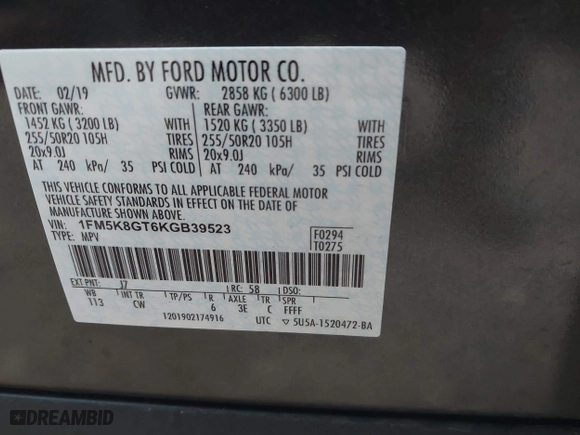 MFD. BY FORD MOTOR CO.
DATE: 02/19 GVWR: 2858 KG ( 6300 LB)
FRONT GAWR: REAR GAWR:
1452 KG ( 3200 LB) WITH 1520 KG ( 3350 LB) WITH
255/50R20 105H TIRES 255/50R20 105H TIRES
20x9.0J RIMS 20x9.0J RIMS
AT 240 kPa/ 35 PSI COLD AT 240 kPa/ 35 PSI COLD
THIS VEHICLE CONFORMS TO ALL APPLICABLE FEDERAL MOTOR
VEHICLE SAFETY STANDARDS IN EFFECT ON THE DATE OF
MANUFACTURE SHOWN ABOVE.
VIN: 1FM5K8GT6KGB39523 F0294
TYPE: MPV T0275
EXT PNT: J7 RC: 58 DSO:
WB INT TR TP/PS R AXLE TR SPR
113 CW 6 3E C FFFF
1201902174916 UTC ▽ 5U5A-1520472-BA
DREAMBID